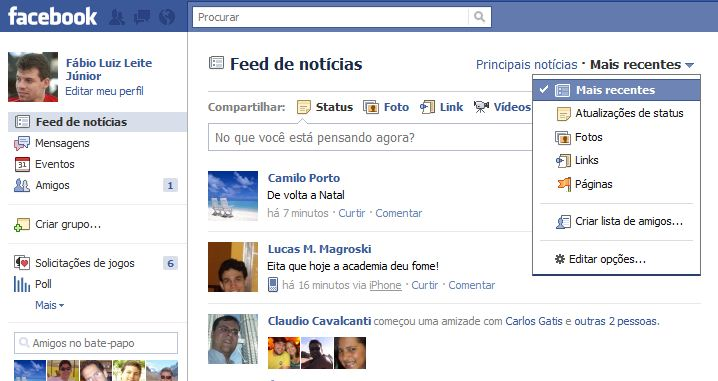 facebook
Procurar
Fábio Luiz Leite
Júnior
Editar meu perfil
Feed de notícias
Mensagens
Eventos
31
Amigos
1
Criar grupo...
Solicitações de jogos
6
Poll
Mais
Amigos no bate-papo
Feed de notícias
Principais notícias · Mais recentes
Mais recentes
Atualizações de status
Fotos
Links
Páginas
Criar lista de amigos...
Editar opções...
Compartilhar: Status Foto Link Vídeos
No que você está pensando agora?
Camilo Porto
De volta a Natal
há 7 minutos · Curtir · Comentar
Lucas M. Magroski
Eita que hoje a academia deu fome!
há 16 minutos via iPhone · Curtir · Comentar
Claudio Cavalcanti começou uma amizade com Carlos Gatis e outras 2 pessoas.